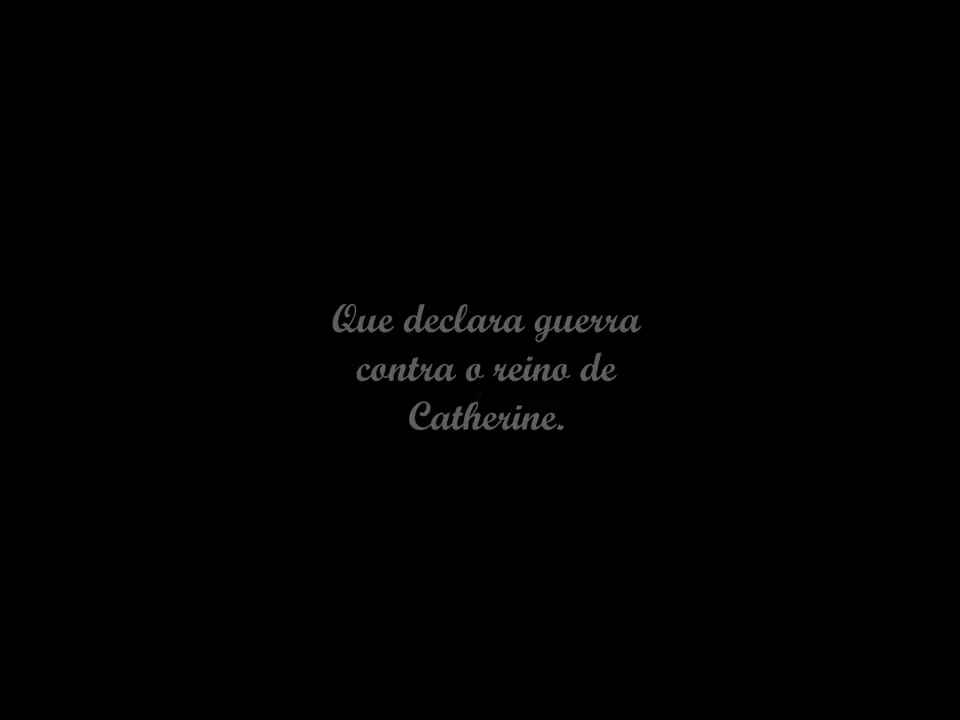 Que declara guerra
contra o reino de
Catherine.